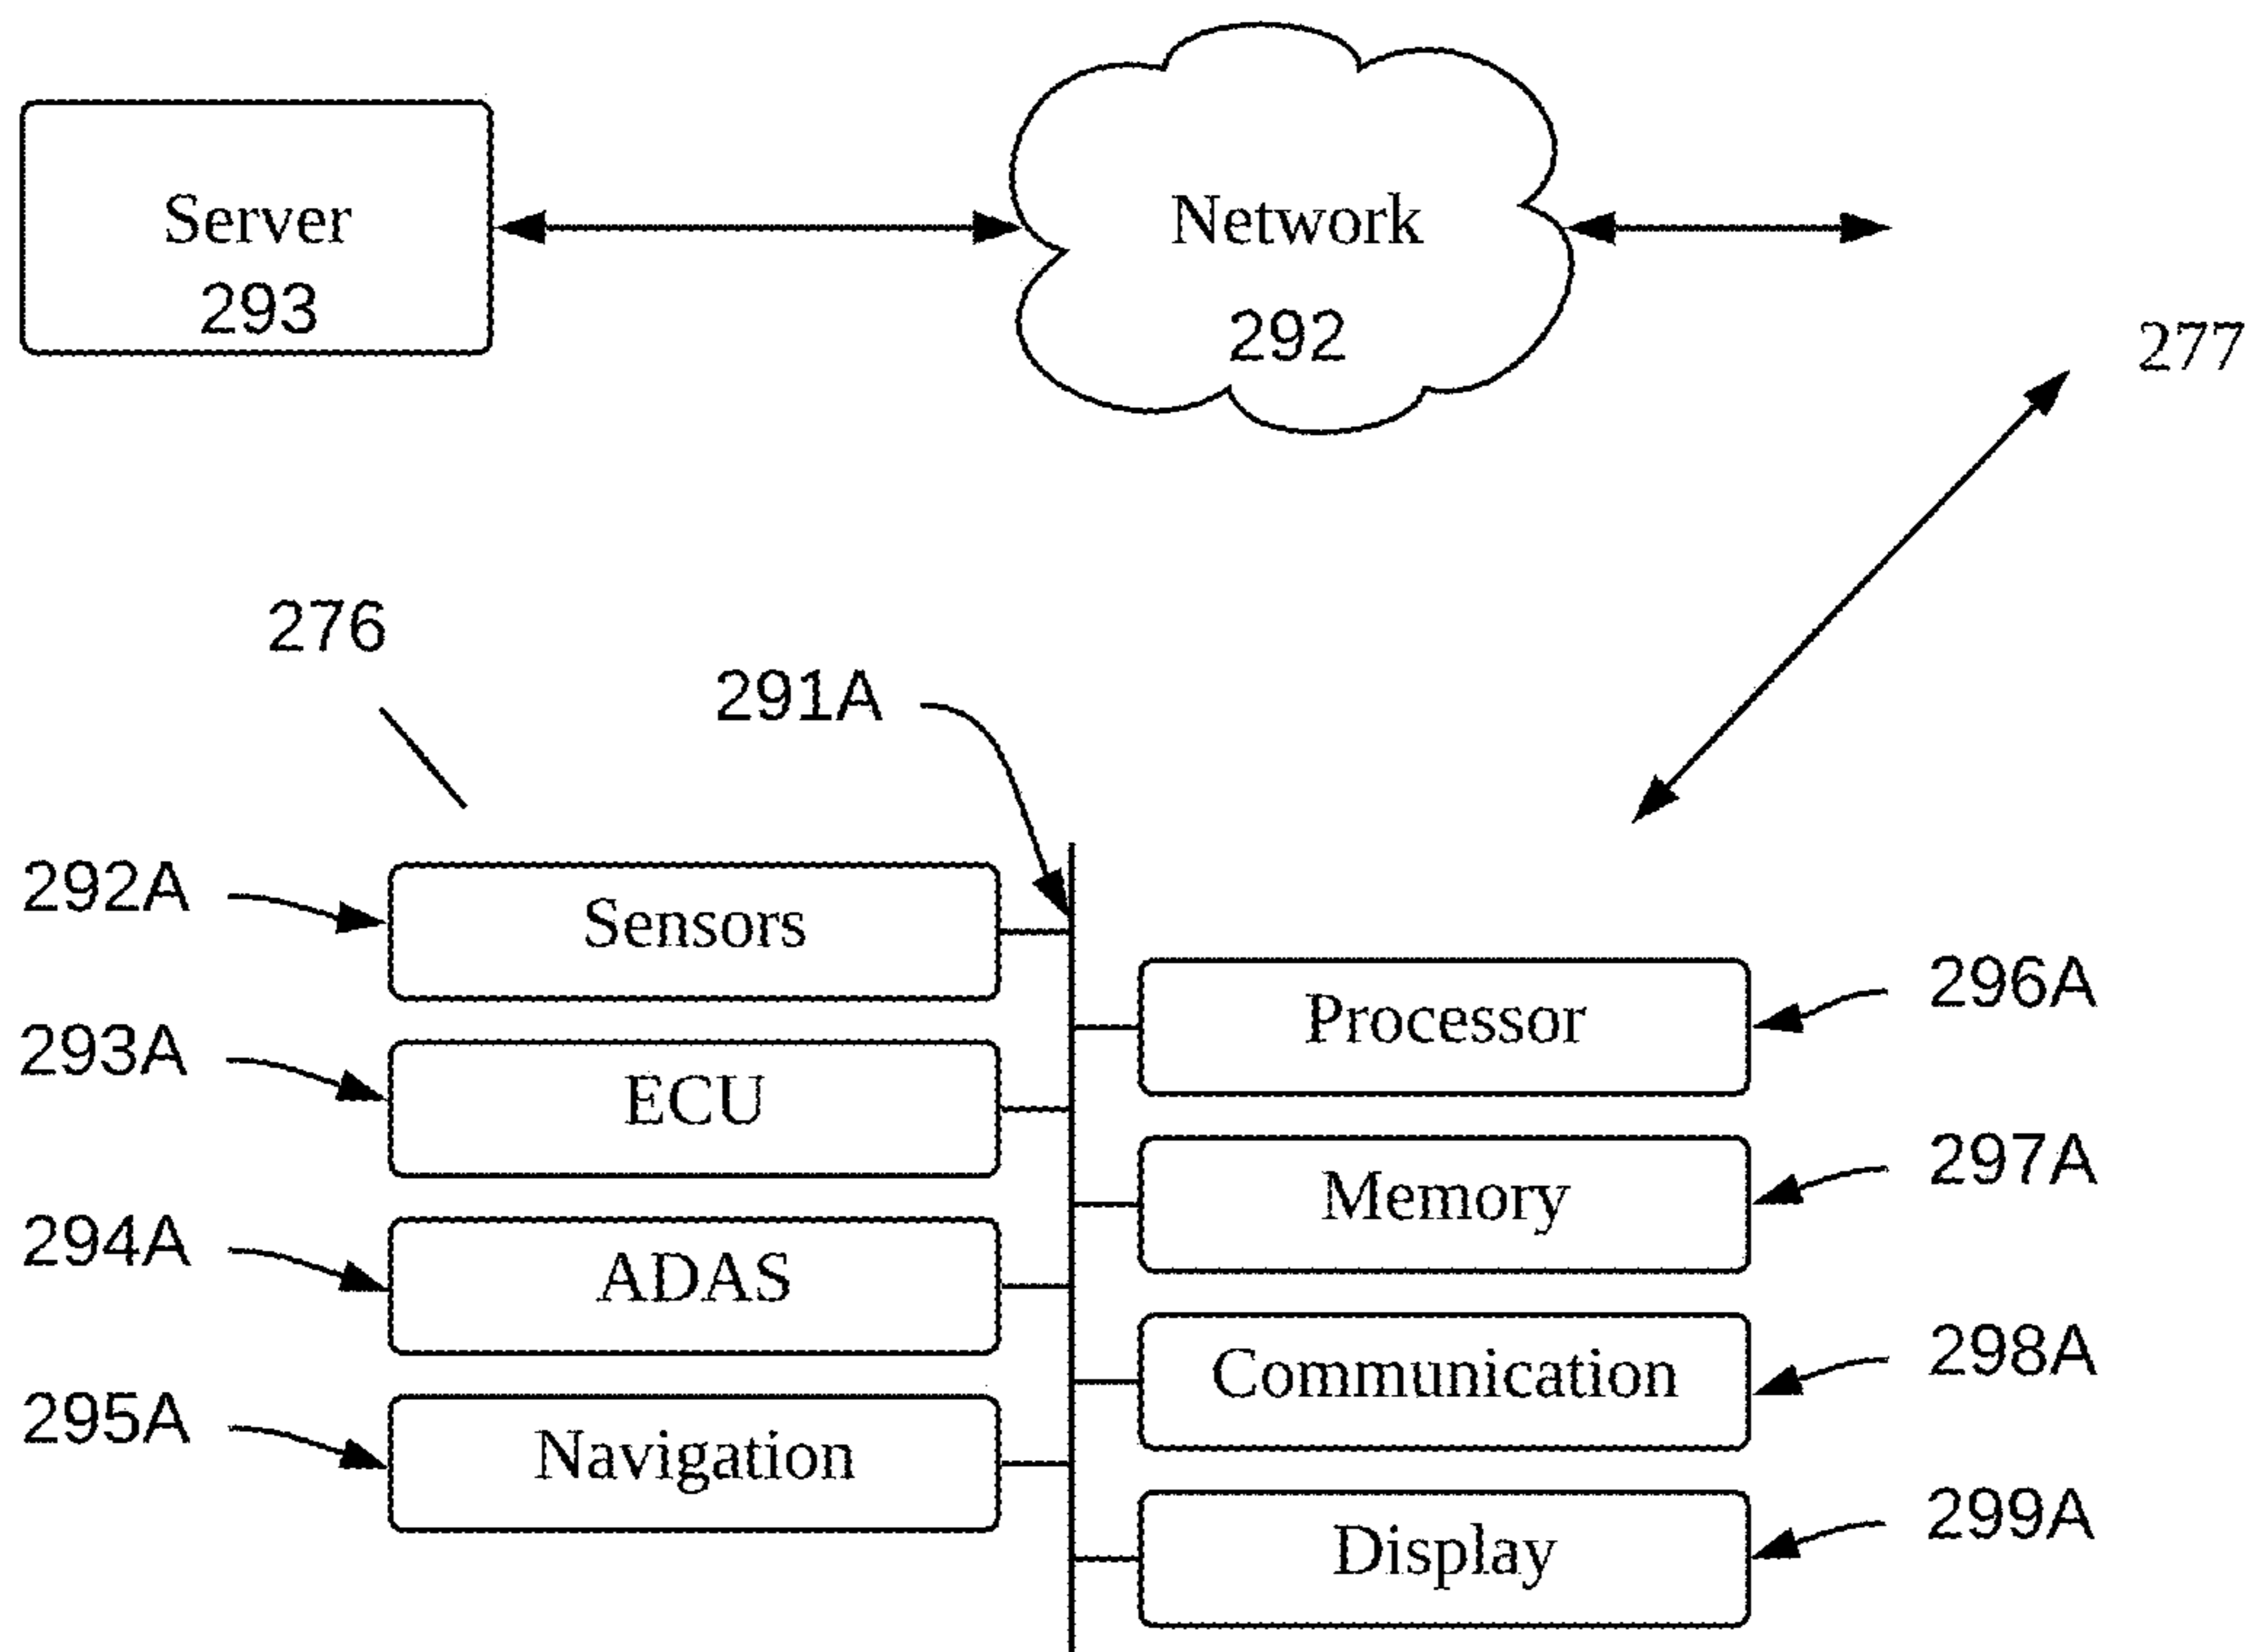 Server
293
Network
292
277
276
291A
292A
Sensors
296A
Processor
293A
ECU
297A
Memory
294A
ADAS
298A
Communication
295A
Navigation
299A
Display